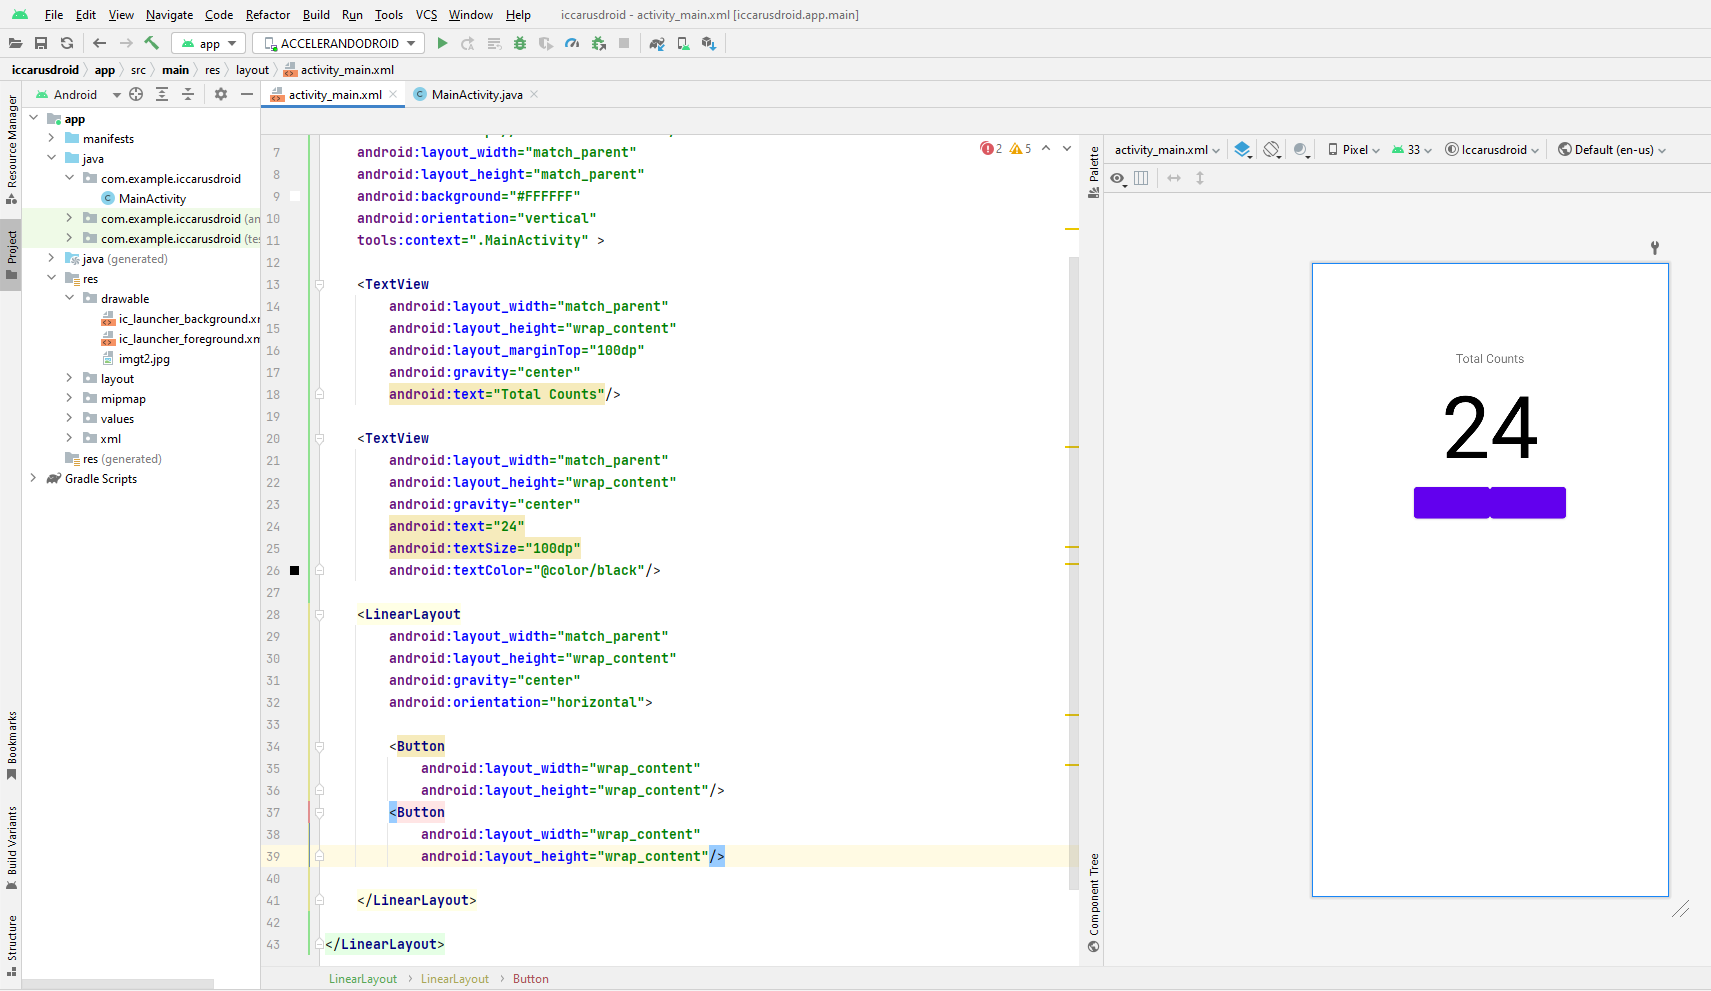 File Edit View Navigate Code Refactor Build Run Tools VCS Window Help iccarusdroid - activity_main.xml [iccarusdroid.app.main]
app ACCELERANDODROID
iccarusdroid app src main res layout activity_main.xml
Android
activity_main.xml MainActivity.java
Resource Manager
Project
Bookmarks
Build Variants
Structure
app
manifests
java
com.example.iccarusdroid
MainActivity
com.example.iccarusdroid (an
com.example.iccarusdroid (tes
java (generated)
res
drawable
ic_launcher_background.xr
ic_launcher_foreground.xm
imgt2.jpg
layout
mipmap
values
xml
res (generated)
Gradle Scripts
2 5
7 android:layout_width="match_parent"
8 android:layout_height="match_parent"
9 android:background="#FFFFFF"
10 android:orientation="vertical"
11 tools:context=".MainActivity" >
12
13 <TextView
14 android:layout_width="match_parent"
15 android:layout_height="wrap_content"
16 android:layout_marginTop="100dp"
17 android:gravity="center"
18 android:text="Total Counts"/>
19
20 <TextView
21 android:layout_width="match_parent"
22 android:layout_height="wrap_content"
23 android:gravity="center"
24 android:text="24"
25 android:textSize="100dp"
26 android:textColor="@color/black"/>
27
28 <LinearLayout
29 android:layout_width="match_parent"
30 android:layout_height="wrap_content"
31 android:gravity="center"
32 android:orientation="horizontal">
33
34 <Button
35 android:layout_width="wrap_content"
36 android:layout_height="wrap_content"/>
37 <Button
38 android:layout_width="wrap_content"
39 android:layout_height="wrap_content"/>
40
41 </LinearLayout>
42
43 </LinearLayout>
LinearLayout LinearLayout Button
Palette
Component Tree
activity_main.xml Pixel 33 Iccarusdroid Default (en-us)
Total Counts
24